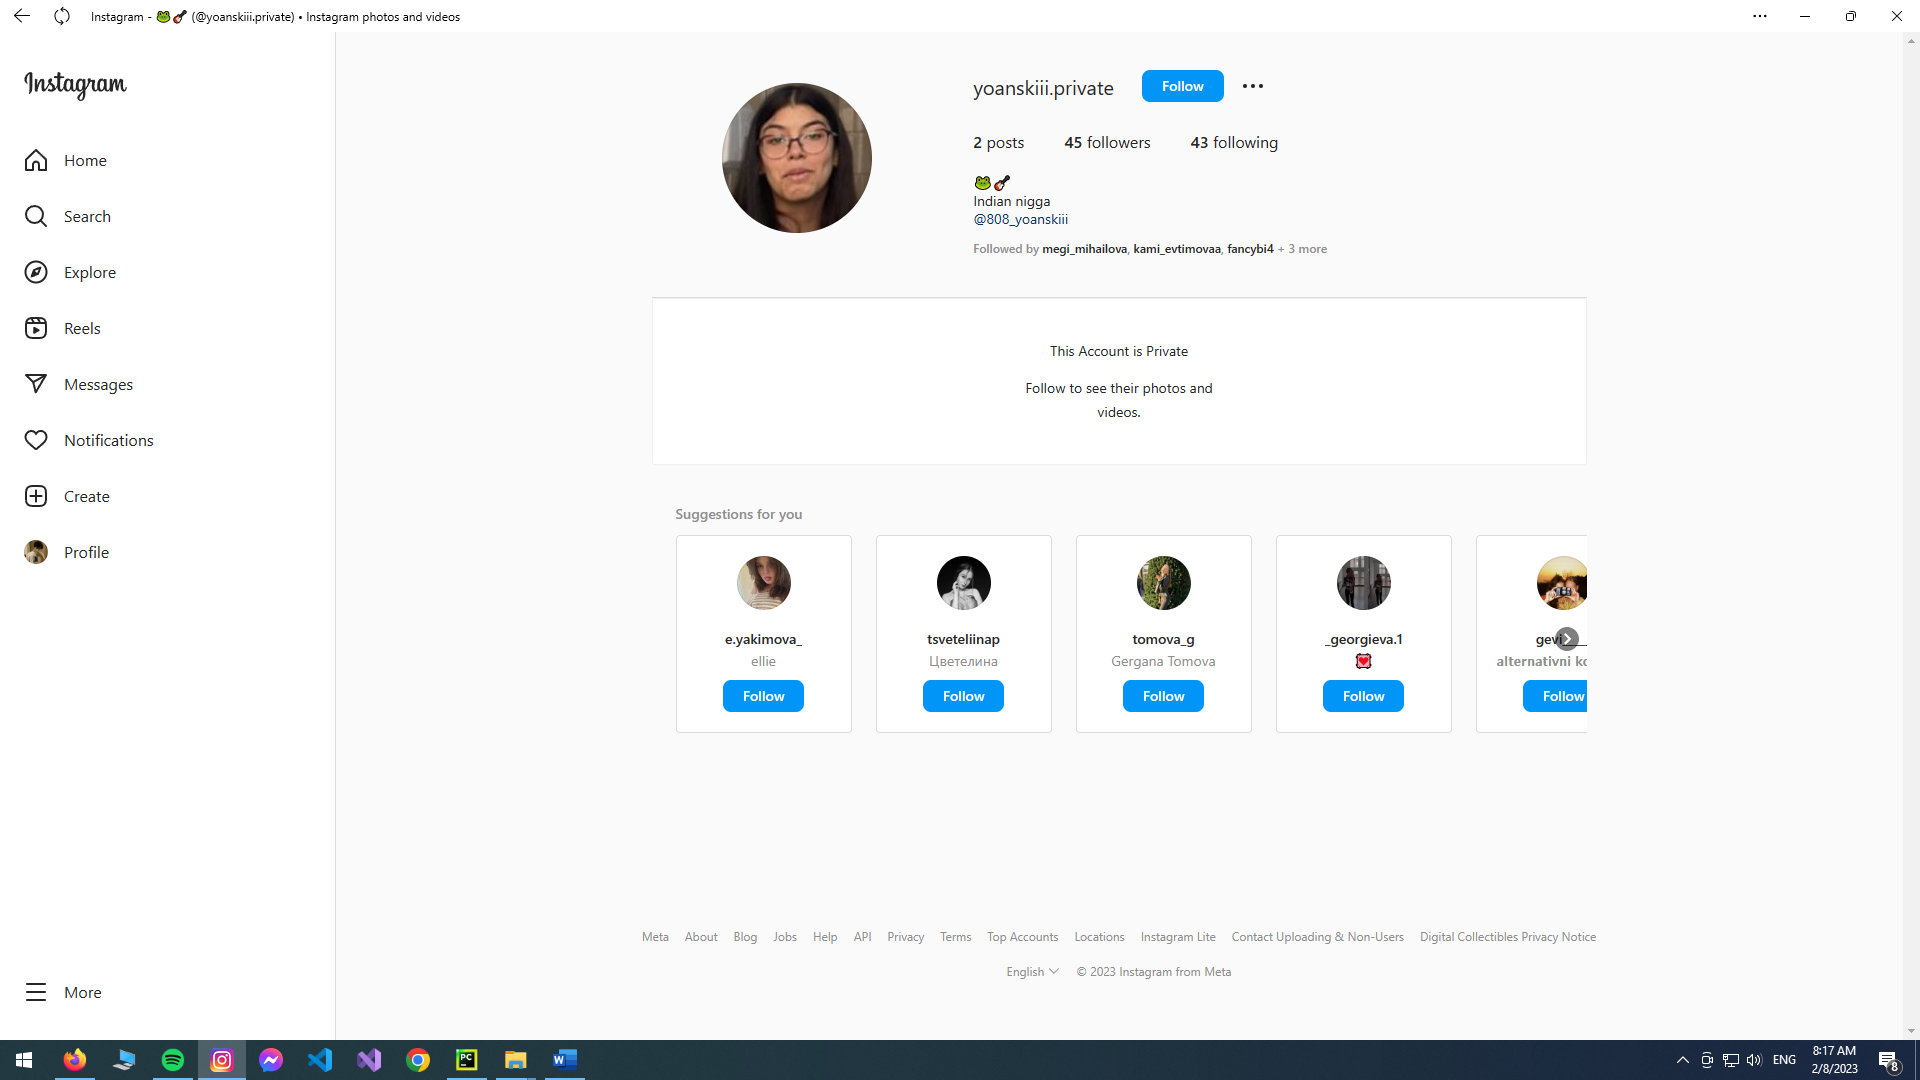 Instagram - 🐸🎸 (@yoanskiii.private) • Instagram photos and videos
Instagram
Home
Search
Explore
Reels
Messages
Notifications
Create
Profile
More
yoanskiii.private
Follow
2 posts
45 followers
43 following
🐸🎸
Indian nigga
@808_yoanskiii
Followed by megi_mihailova, kami_evtimovaa, fancybi4 + 3 more
This Account is Private
Follow to see their photos and
videos.
Suggestions for you
e.yakimova_
ellie
Follow
tsveteliinap
Цветелина
Follow
tomova_g
Gergana Tomova
Follow
_georgieva.1
💟
Follow
alternativni
Follow
Meta About Blog Jobs Help API Privacy Terms Top Accounts Locations Instagram Lite Contact Uploading & Non-Users Digital Collectibles Privacy Notice
English © 2023 Instagram from Meta
PC
W
ENG
8:17 AM
2/8/2023
8